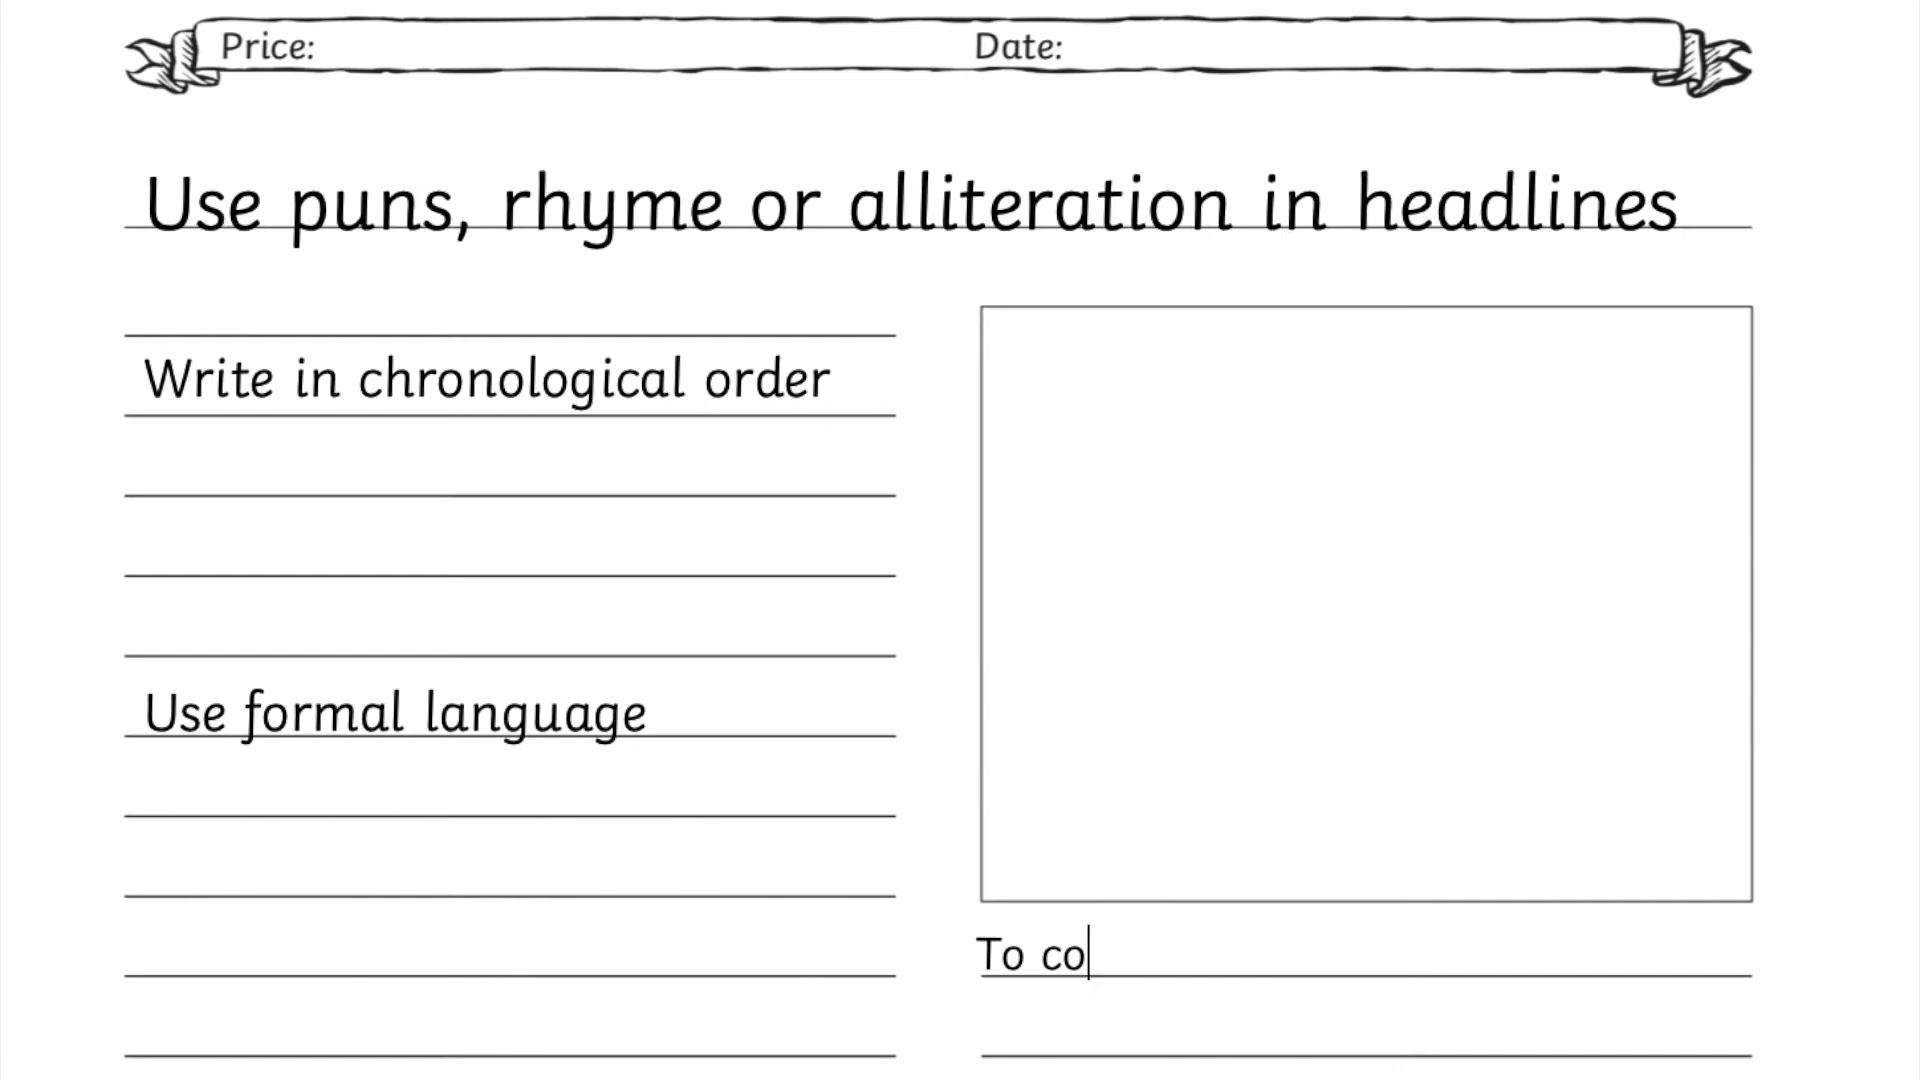 Price: Date:
Use puns, rhyme or alliteration in headlines
Write in chronological order
Use formal language
To co